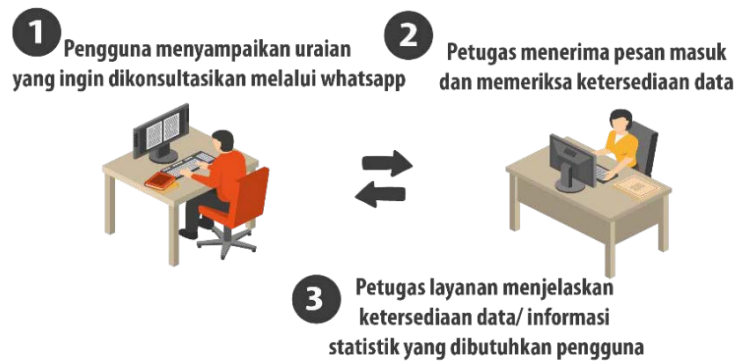 1
Pengguna menyampaikan uraian
yang ingin dikonsultasikan melalui whatsapp
2
Petugas menerima pesan masuk
dan memeriksa ketersediaan data
3
Petugas layanan menjelaskan
ketersediaan data/ informasi
statistik yang dibutuhkan pengguna